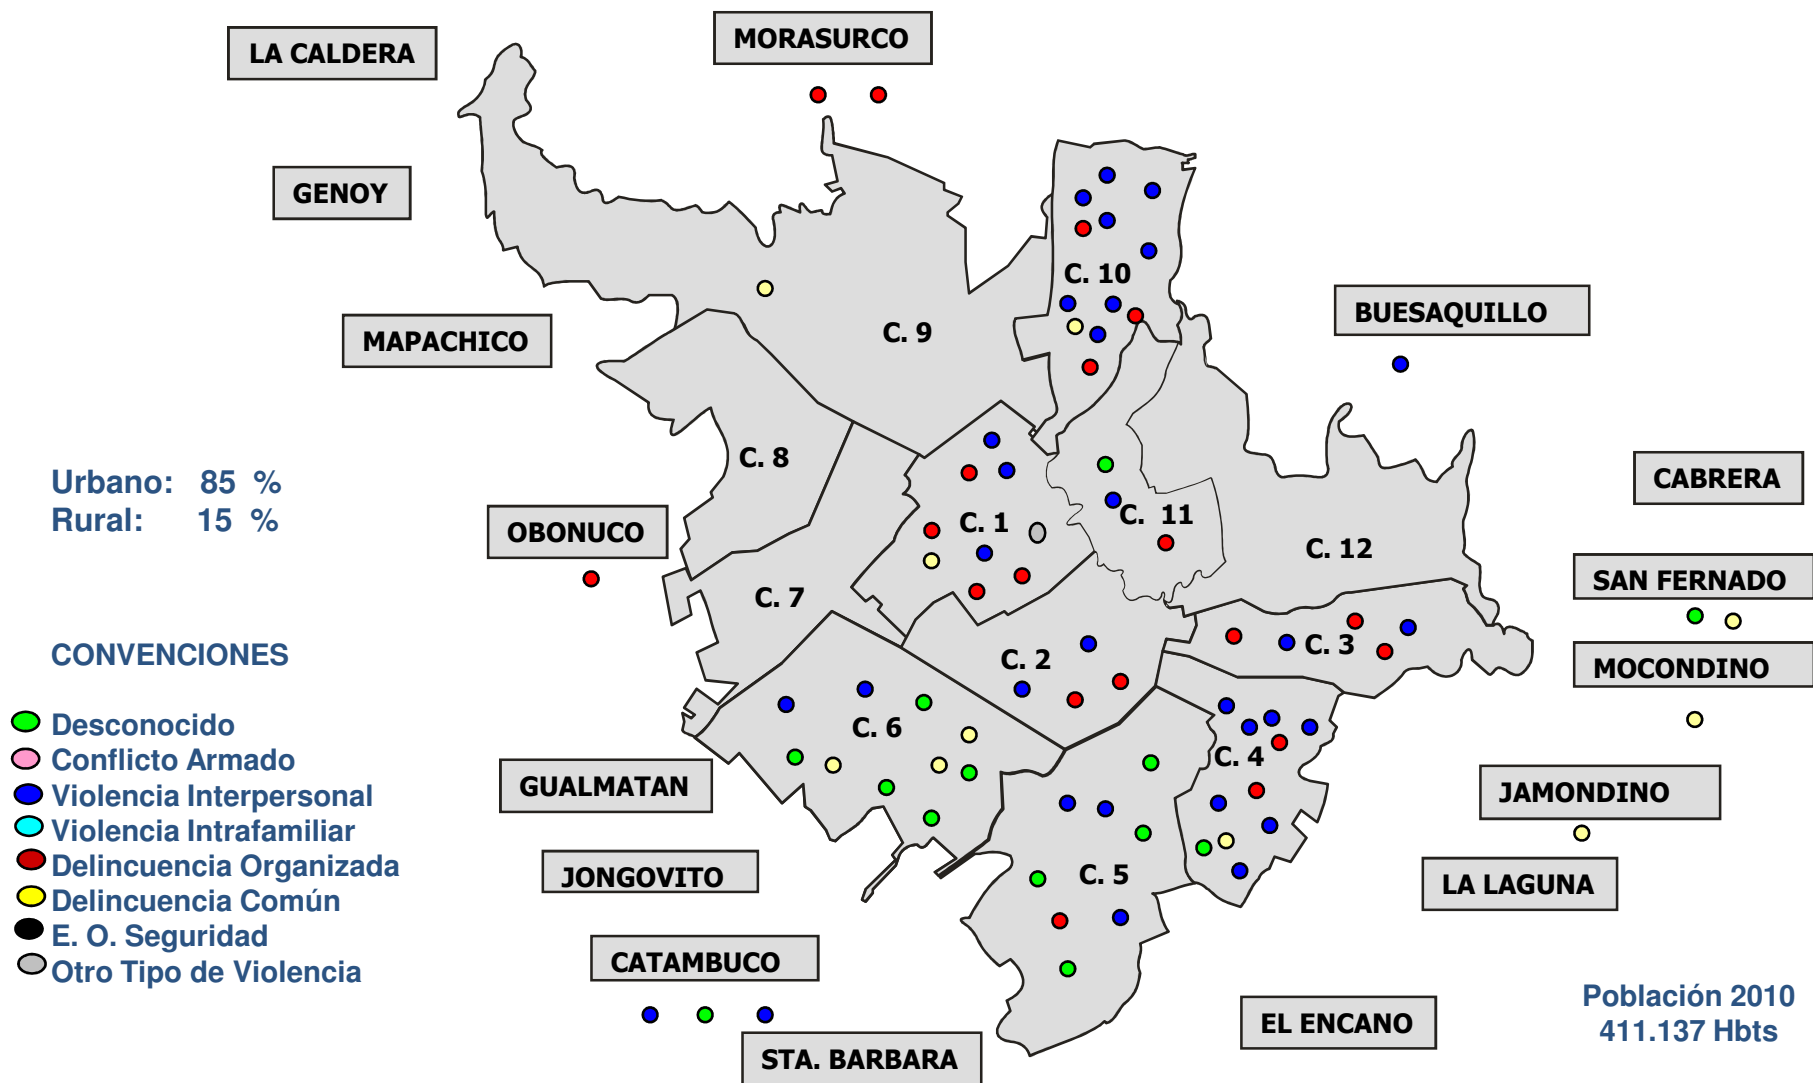 LA CALDERA
MORASURCO
GENOY
C. 10
BUESAQUILLO
MAPACHICO
C. 9
C. 8
Urbano: 85 %
Rural: 15 %
CABRERA
OBONUCO
C. 1
C. 11
C. 12
SAN FERNADO
C. 7
CONVENCIONES
C. 2
C. 3
MOCONDINO
Desconocido
Conflicto Armado
Violencia Interpersonal
Violencia Intrafamiliar
Delincuencia Organizada
Delincuencia Común
E. O. Seguridad
Otro Tipo de Violencia
C. 6
C. 4
GUALMATAN
JAMONDINO
JONGOVITO
C. 5
LA LAGUNA
CATAMBUCO
EL ENCANO
STA. BARBARA
Población 2010
411.137 Hbts